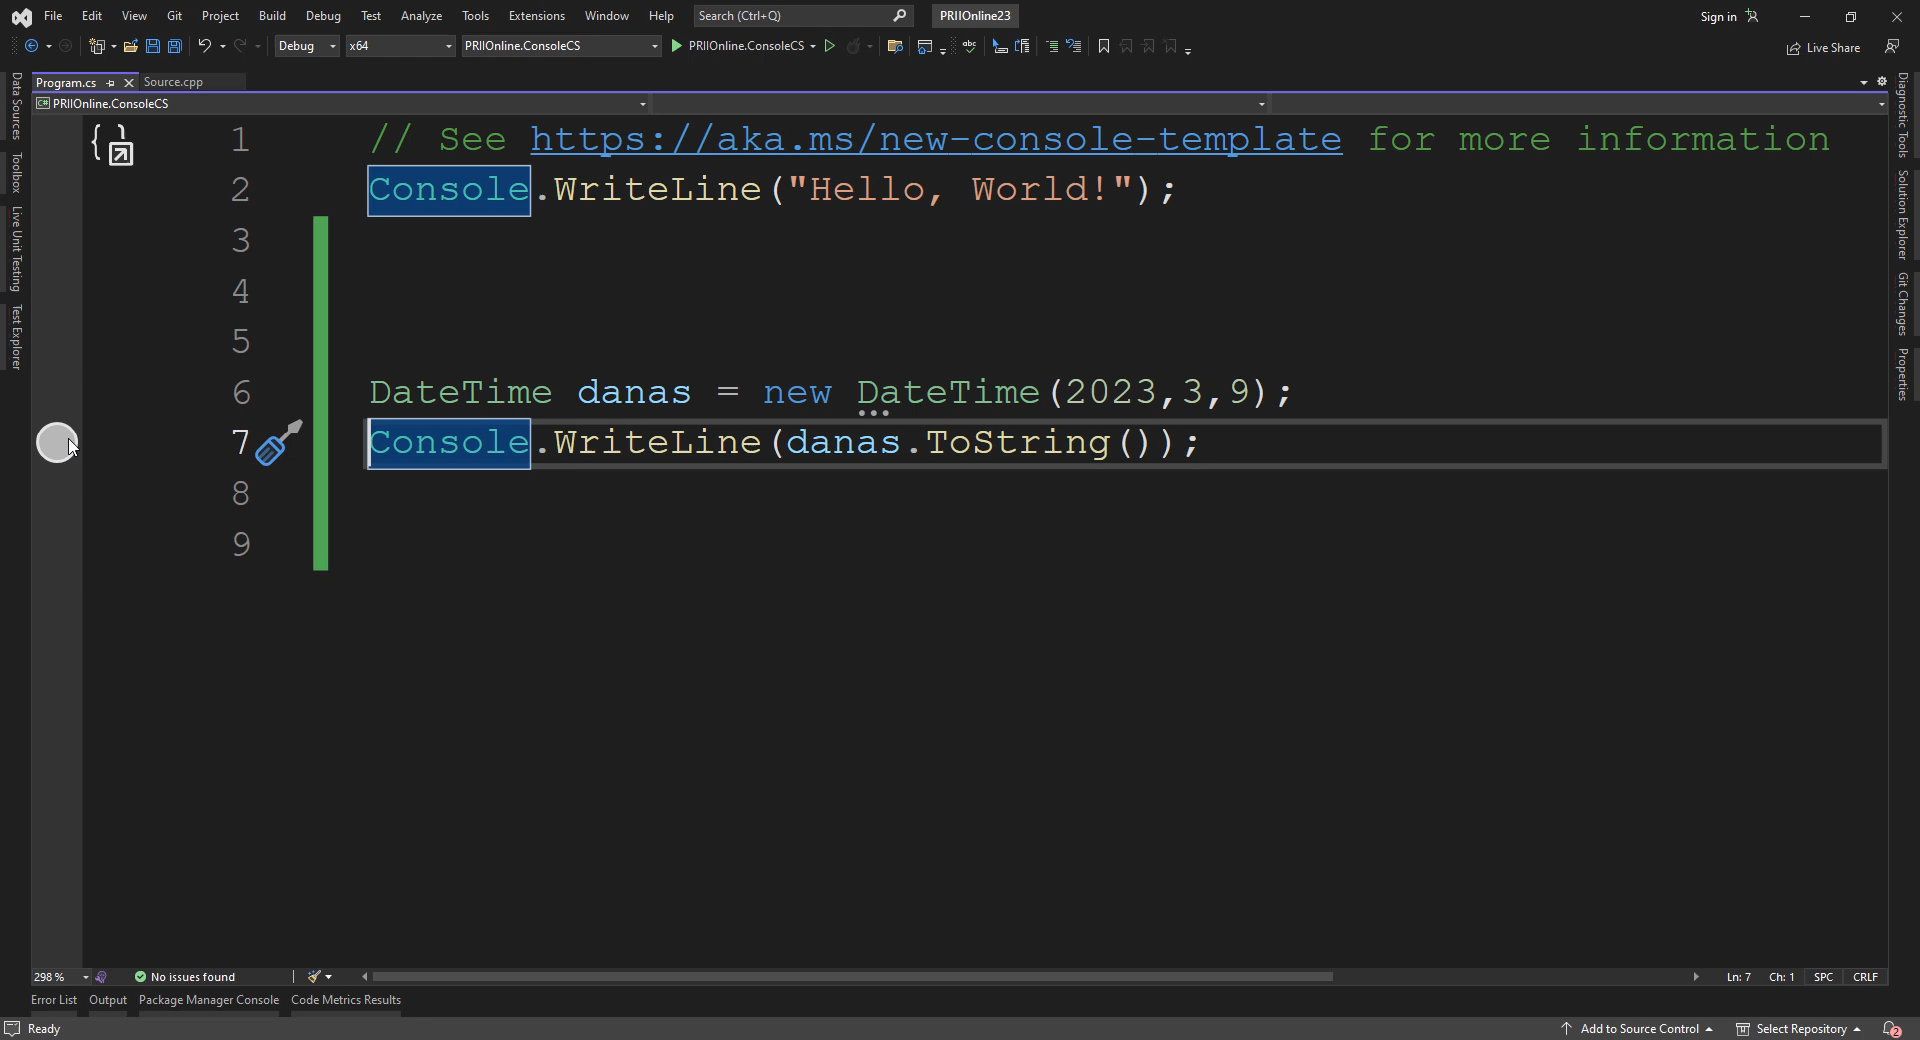 File Edit View Git Project Build Debug Test Analyze Tools Extensions Window Help Search (Ctrl+Q) PRIIOnline23 Sign in
Debug x64 PRIIOnline.ConsoleCS PRIIOnline.ConsoleCS Live Share
Program.cs Source.cpp
C# PRIIOnline.ConsoleCS
Data Sources
Toolbox
Live Unit Testing
Test Explorer
1 // See https://aka.ms/new-console-template for more information
2 Console.WriteLine("Hello, World!");
3
4
5
6 DateTime danas = new DateTime(2023,3,9);
7 Console.WriteLine(danas.ToString());
8
9
Diagnostic Tools
Solution Explorer
Git Changes
Properties
298 % No issues found Ln: 7 Ch: 1 SPC CRLF
Error List Output Package Manager Console Code Metrics Results
Ready Add to Source Control Select Repository 2